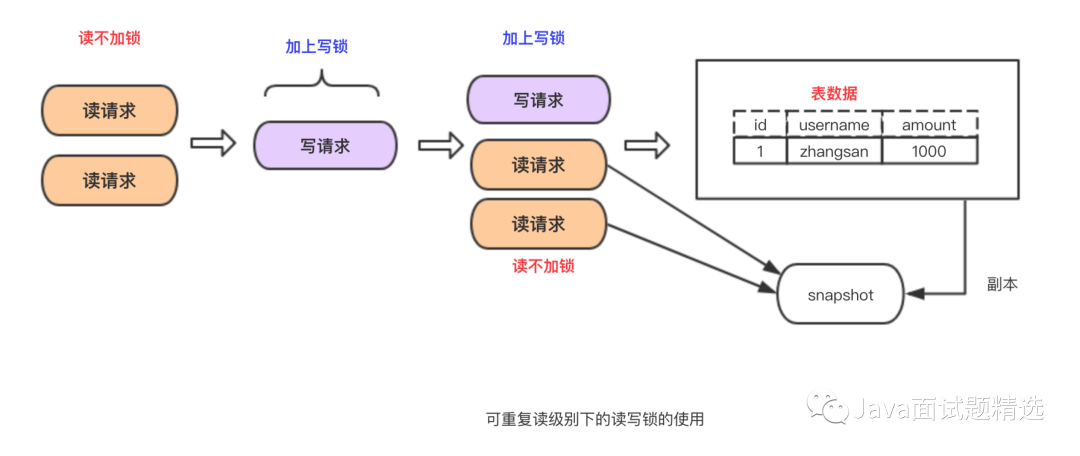 读不加锁
读请求
读请求
加上写锁
写请求
加上写锁
写请求
读请求
读请求
读不加锁
表数据
id username amount
1 zhangsan 1000
snapshot
副本
可重复读级别下的读写锁的使用
Java面试题精选